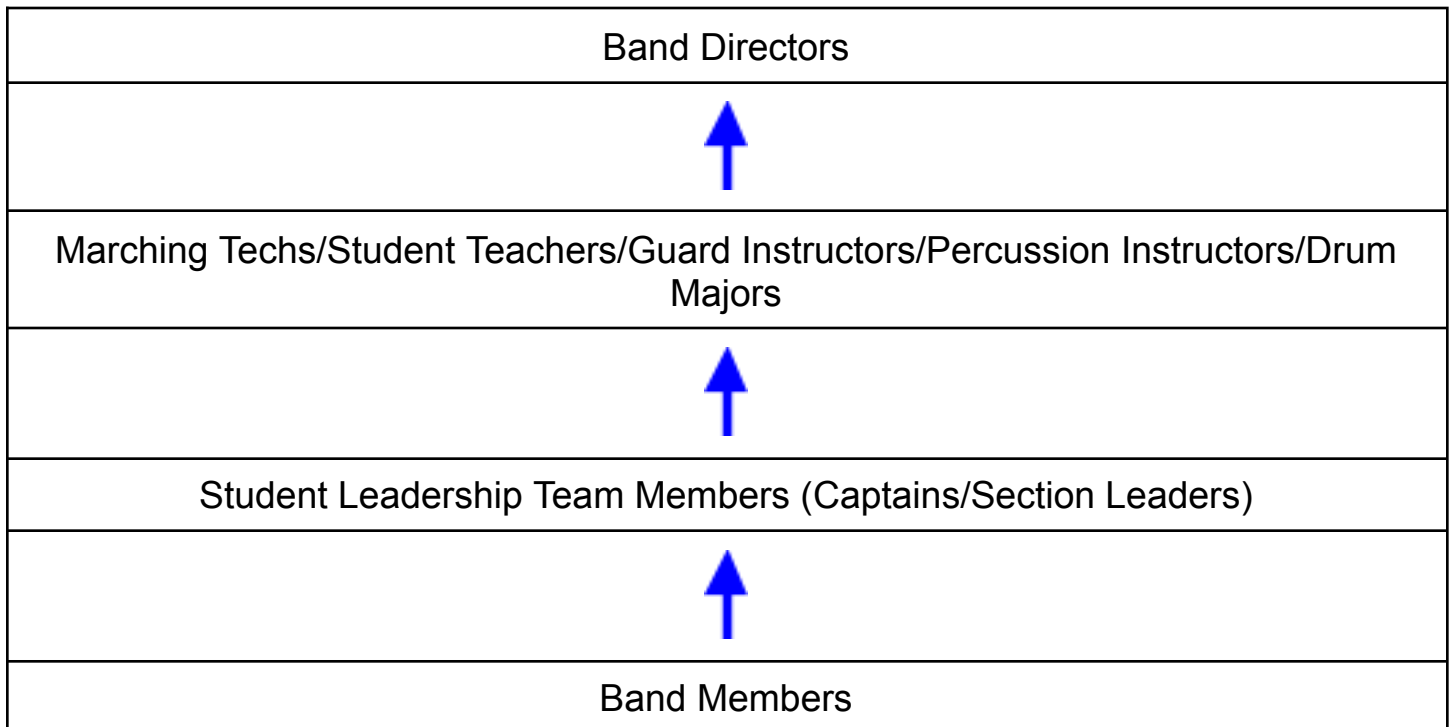 Band Directors
Marching Techs/Student Teachers/Guard Instructors/Percussion Instructors/Drum
Majors
Student Leadership Team Members (Captains/Section Leaders)
Band Members